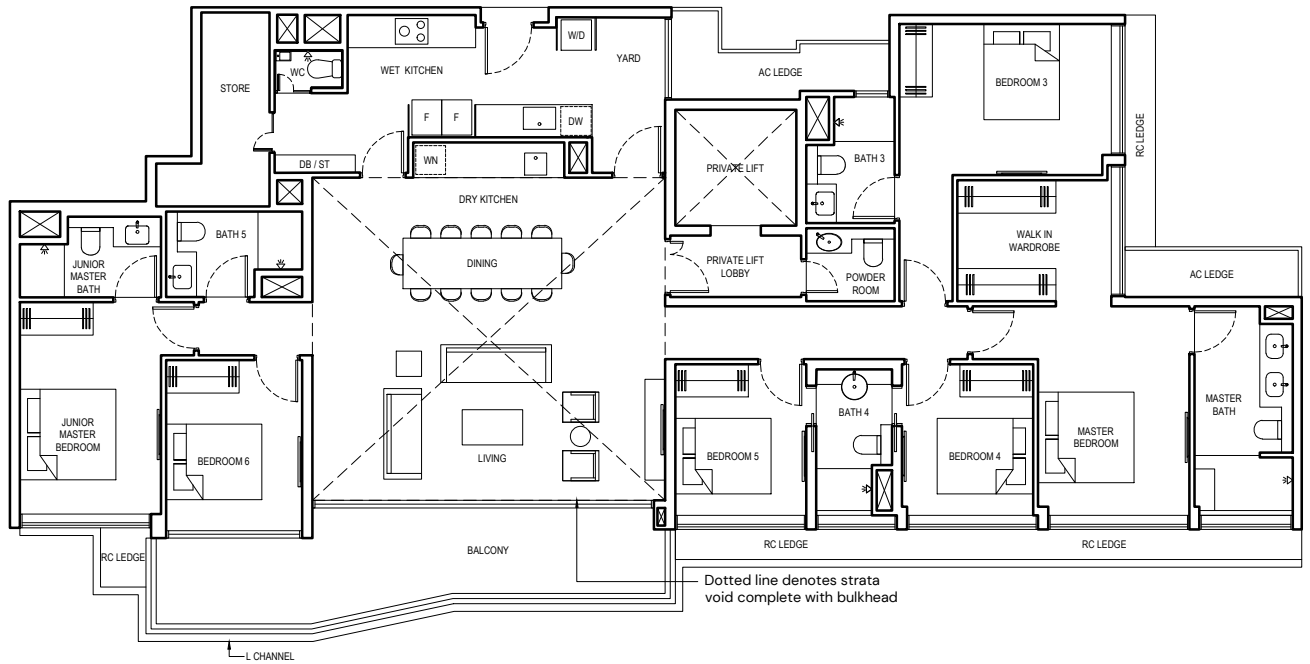 W/D
WC
WET KITCHEN
YARD
STORE
AC LEDGE
BEDROOM 3
F
F
DW
RC LEDGE
DB / ST
WN
PRIVATE LIFT
BATH 3
DRY KITCHEN
BATH 5
WALK IN
WARDROBE
JUNIOR
MASTER
BATH
DINING
PRIVATE LIFT
LOBBY
POWDER
ROOM
AC LEDGE
JUNIOR
MASTER
BEDROOM
BEDROOM 6
LIVING
BEDROOM 5
BATH 4
BEDROOM 4
MASTER
BEDROOM
MASTER
BATH
RC LEDGE
BALCONY
RC LEDGE
RC LEDGE
Dotted line denotes strata
void complete with bulkhead
L CHANNEL